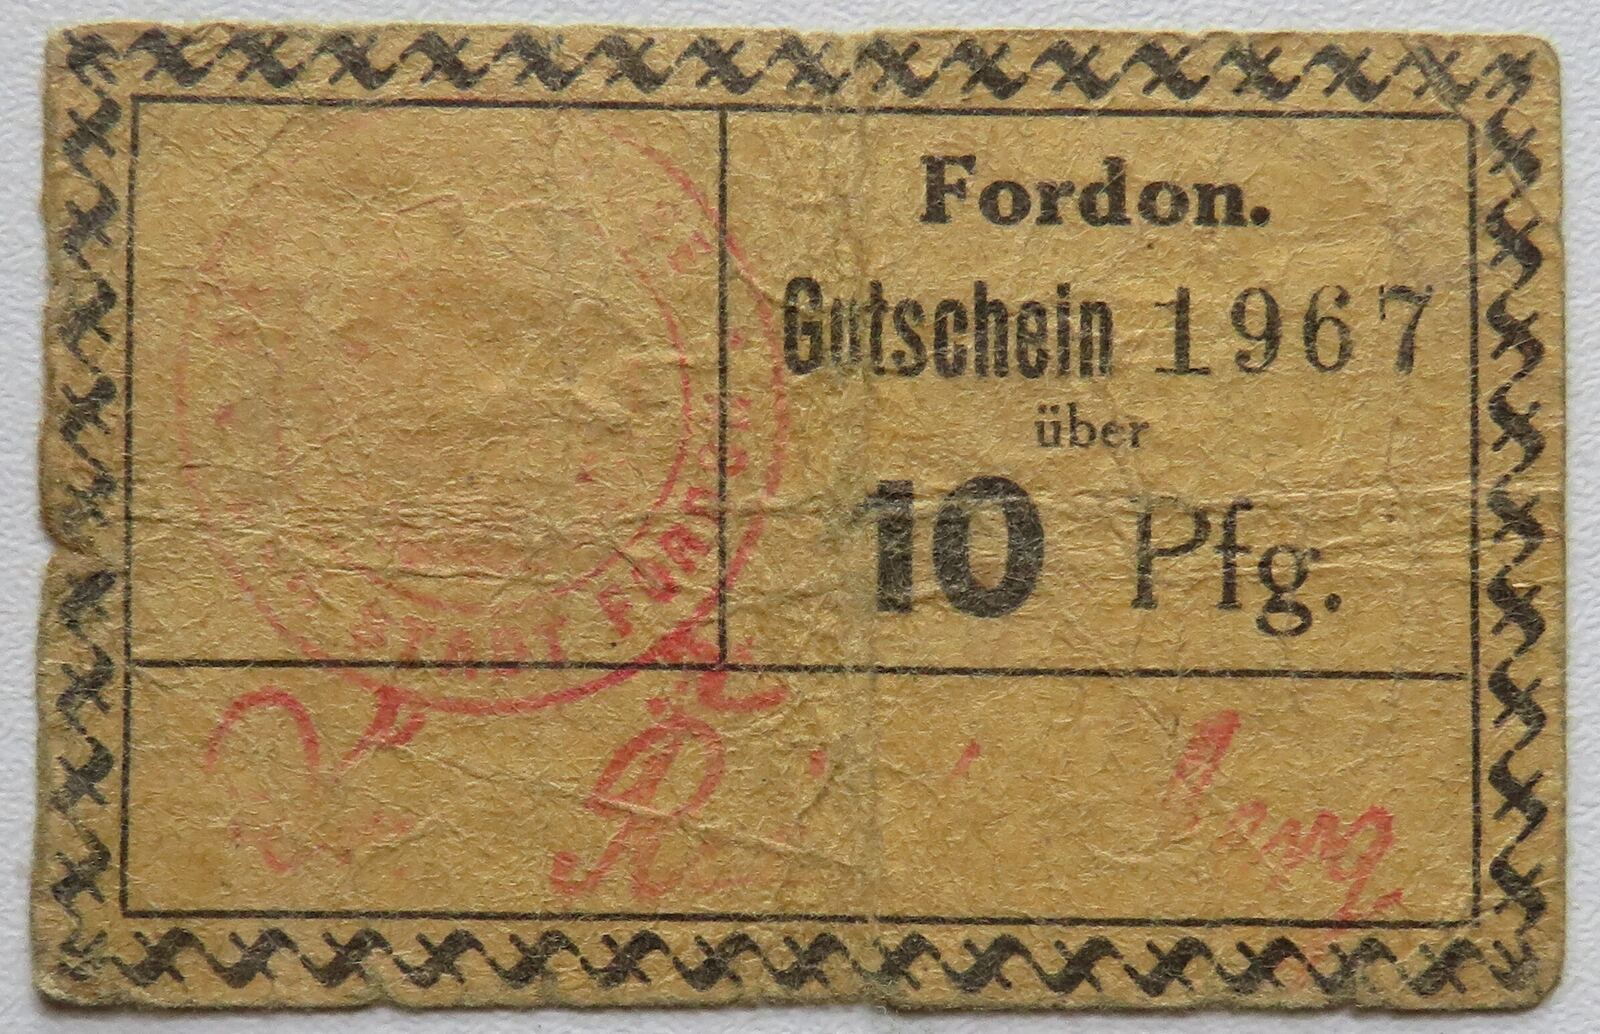 Fordon.
Gutschein 1967
über
10 Pfg.
STADT FORDON